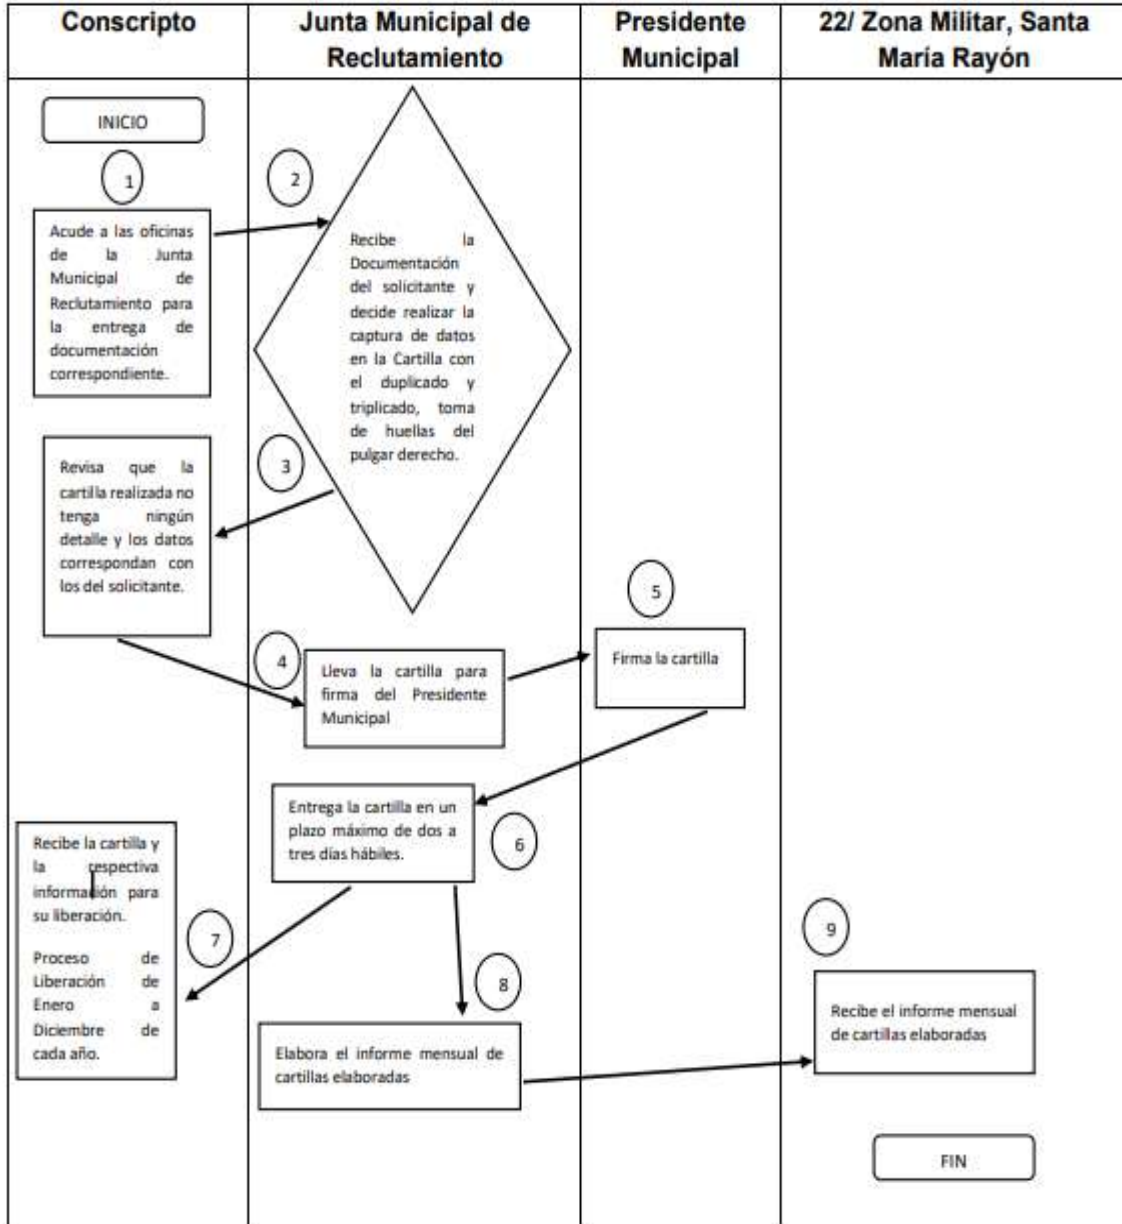 Conscripto
Junta Municipal de
Reclutamiento
Presidente
Municipal
22/ Zona Militar, Santa
María Rayón
INICIO
1
Acude a las oficinas
de la Junta
Municipal de
Reclutamiento para
la entrega de
documentación
correspondiente.
2
Recibe la
Documentación
del solicitante y
decide realizar la
captura de datos
en la Cartilla con
el duplicado y
triplicado, toma
de huellas del
pulgar derecho.
3
Revisa que la
cartilla realizada no
tenga ningún
detalle y los datos
correspondan con
los del solicitante.
4
Lleva la cartilla para
firma del Presidente
Municipal
5
Firma la cartilla
Entrega la cartilla en un
plazo máximo de dos a
tres días hábiles.
6
7
Recibe la cartilla y
la respectiva
información para
su liberación.
Proceso de
Liberación de
Enero a
Diciembre de
cada año.
8
Elabora el informe mensual de
cartillas elaboradas
9
Recibe el informe mensual
de cartillas elaboradas
FIN